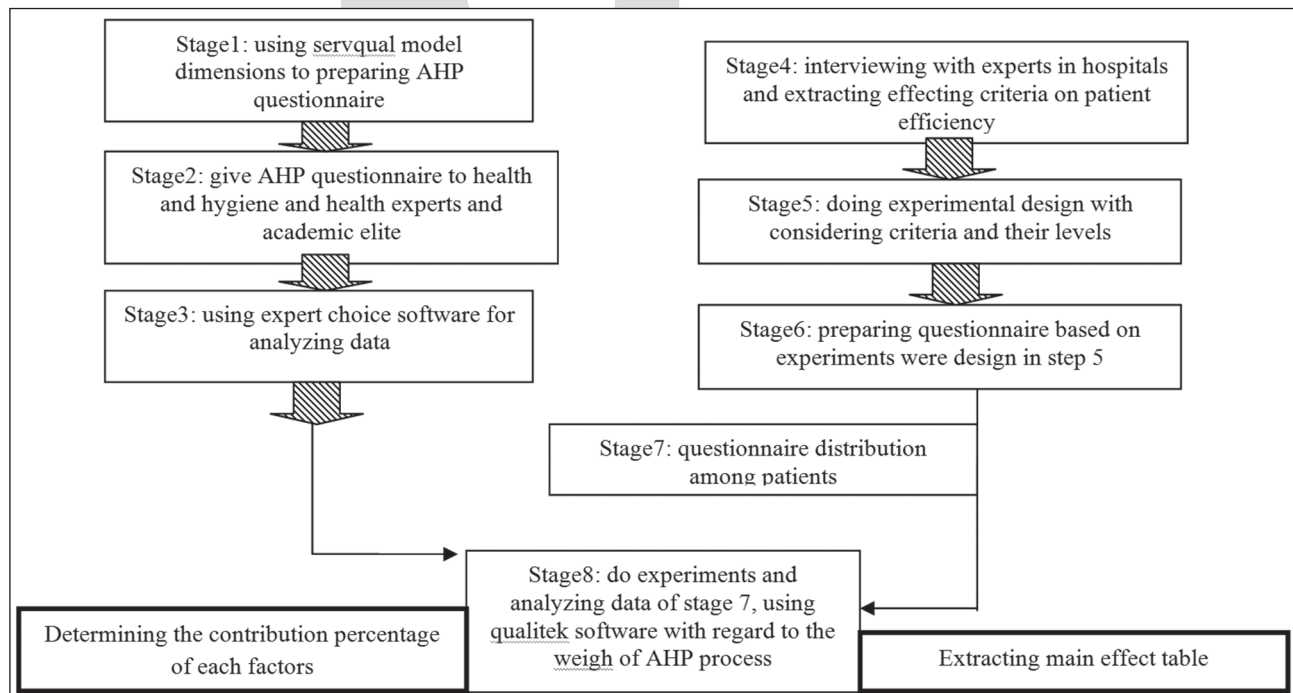 Stage1: using servqual model
dimensions to preparing AHP
questionnaire
Stage2: give AHP questionnaire to health
and hygiene and health experts and
academic elite
Stage3: using expert choice software for
analyzing data
Stage4: interviewing with experts in hospitals
and extracting effecting criteria on patient
efficiency
Stage5: doing experimental design with
considering criteria and their levels
Stage6: preparing questionnaire based on
experiments were design in step 5
Stage7: questionnaire distribution
among patients
Stage8: do experiments and
analyzing data of stage 7, using
qualitek software with regard to the
weigh of AHP process
Determining the contribution percentage
of each factors
Extracting main effect table